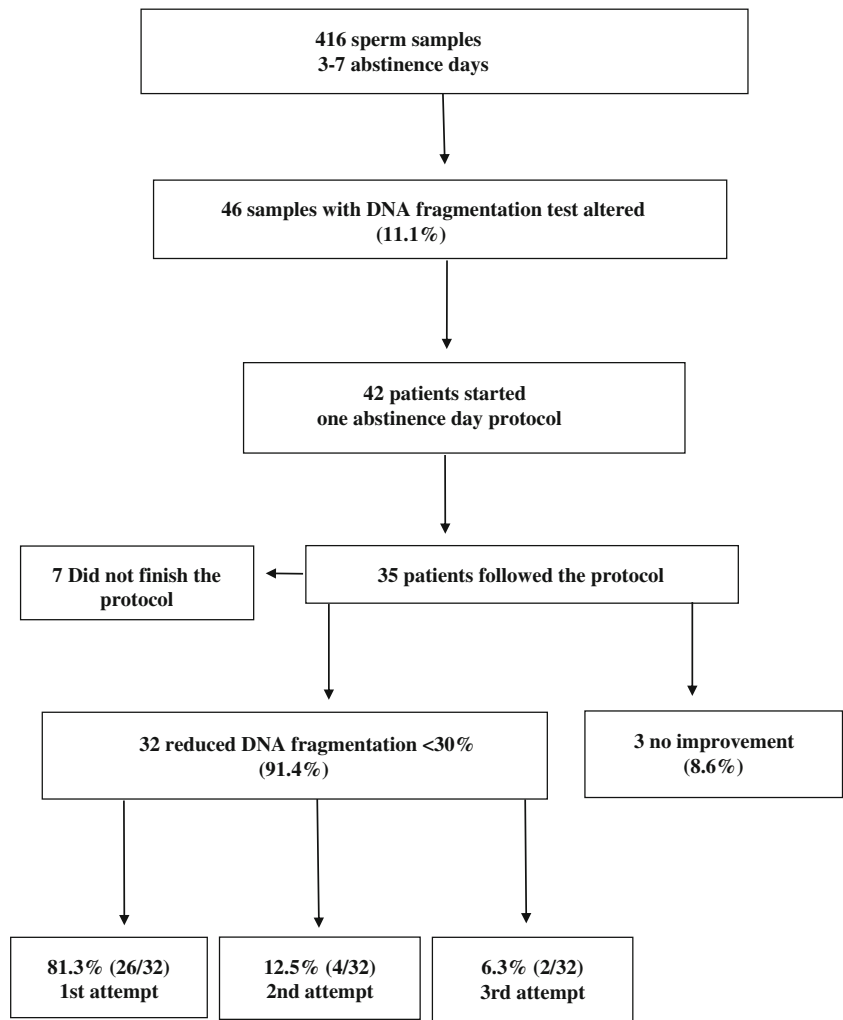 416 sperm samples
3-7 abstinence days
46 samples with DNA fragmentation test altered
(11.1%)
42 patients started
one abstinence day protocol
7 Did not finish the
protocol
35 patients followed the protocol
32 reduced DNA fragmentation <30%
(91.4%)
3 no improvement
(8.6%)
81.3% (26/32)
1st attempt
12.5% (4/32)
2nd attempt
6.3% (2/32)
3rd attempt